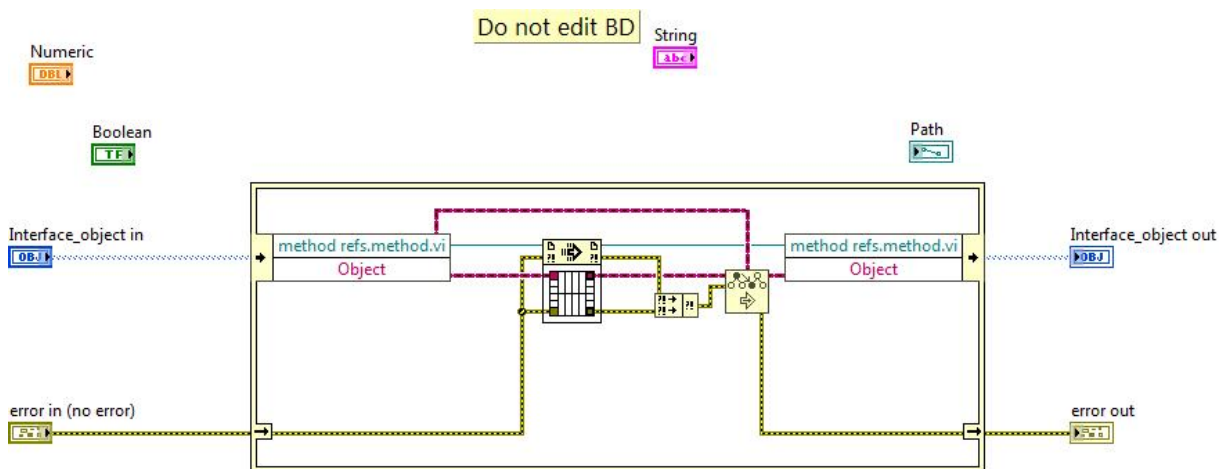 Do not edit BD
String
abc
Numeric
DBL
Boolean
TF
Path
Interface_object in
OBJ
method refs.method.vi
Object
method refs.method.vi
Object
Interface_object out
OBJ
error in (no error)
error out